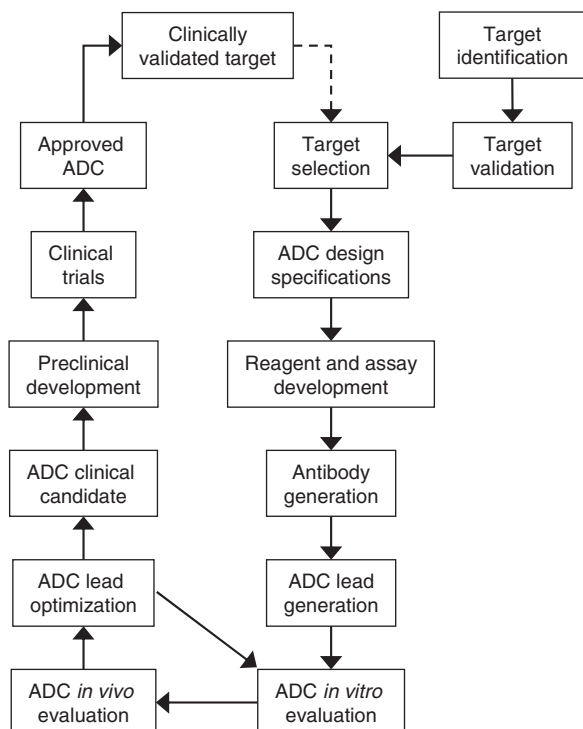 Clinically
validated target
Target
identification
Approved
ADC
Target
selection
Target
validation
Clinical
trials
ADC design
specifications
Preclinical
development
Reagent and assay
development
ADC clinical
candidate
Antibody
generation
ADC lead
optimization
ADC lead
generation
ADC in vivo
evaluation
ADC in vitro
evaluation